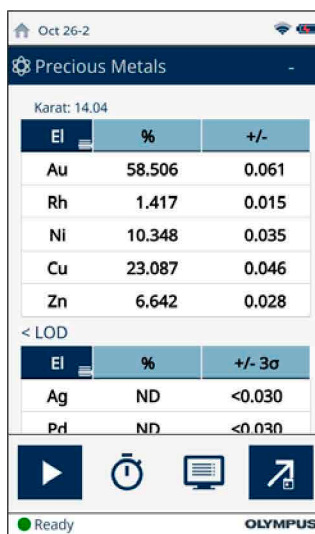 Oct 26-2
Precious Metals -
Karat: 14.04
El % +/-
Au 58.506 0.061
Rh 1.417 0.015
Ni 10.348 0.035
Cu 23.087 0.046
Zn 6.642 0.028
< LOD
El % +/- 3σ
Ag ND <0.030
Pd ND <0.030
Ready OLYMPUS